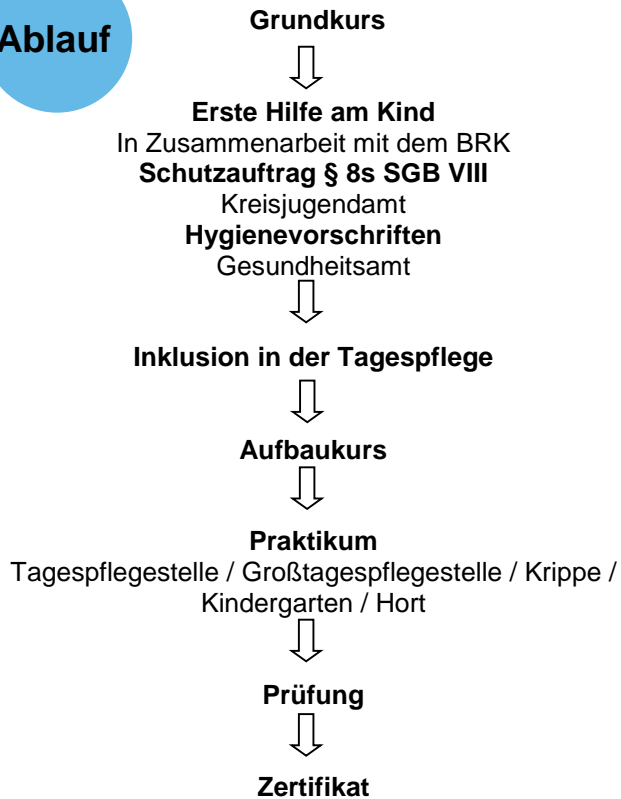 Ablauf
Grundkurs
Erste Hilfe am Kind
In Zusammenarbeit mit dem BRK
Schutzauftrag § 8s SGB VIII
Kreisjugendamt
Hygienevorschriften
Gesundheitsamt
Inklusion in der Tagespflege
Aufbaukurs
Praktikum
Tagespflegestelle / Großtagespflegestelle / Krippe /
Kindergarten / Hort
Prüfung
Zertifikat